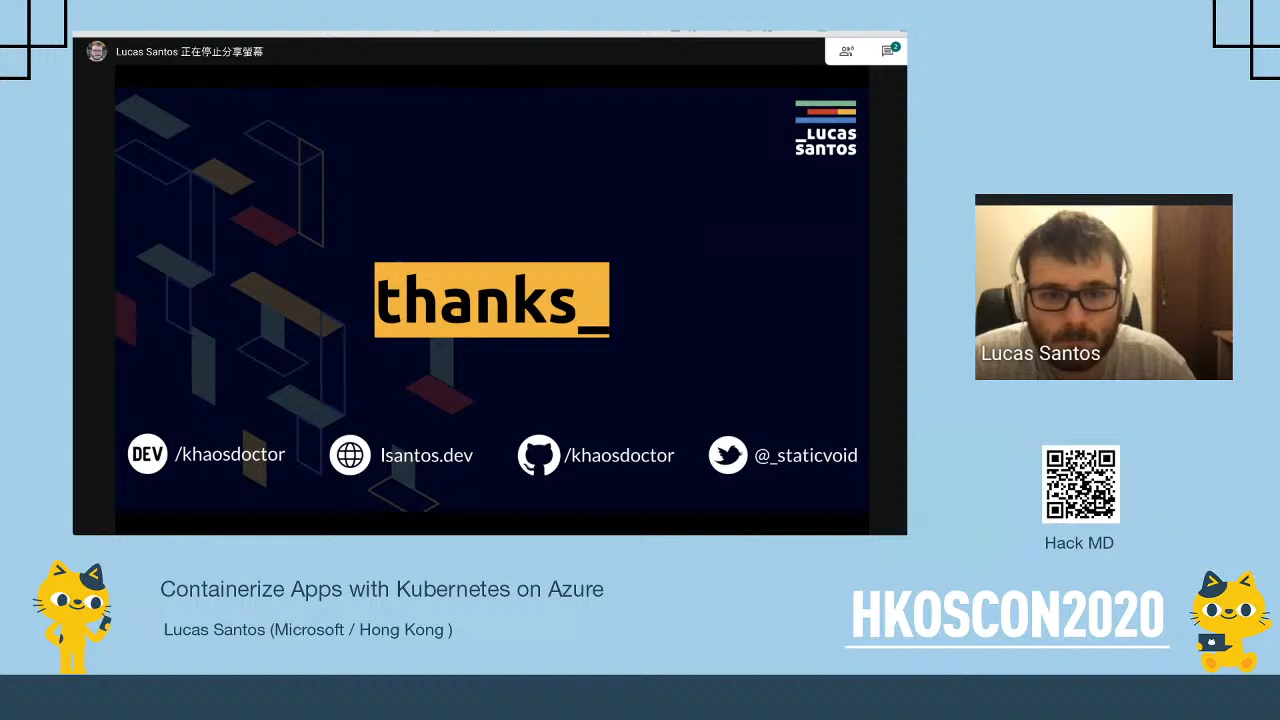 Lucas Santos 正在停止分享螢幕
2
_LUCAS
SANTOS
thanks_
DEV /khaosdoctor
lsantos.dev
/khaosdoctor
@_staticvoid
Lucas Santos
Hack MD
Containerize Apps with Kubernetes on Azure
Lucas Santos (Microsoft / Hong Kong )
HKOSCON2020